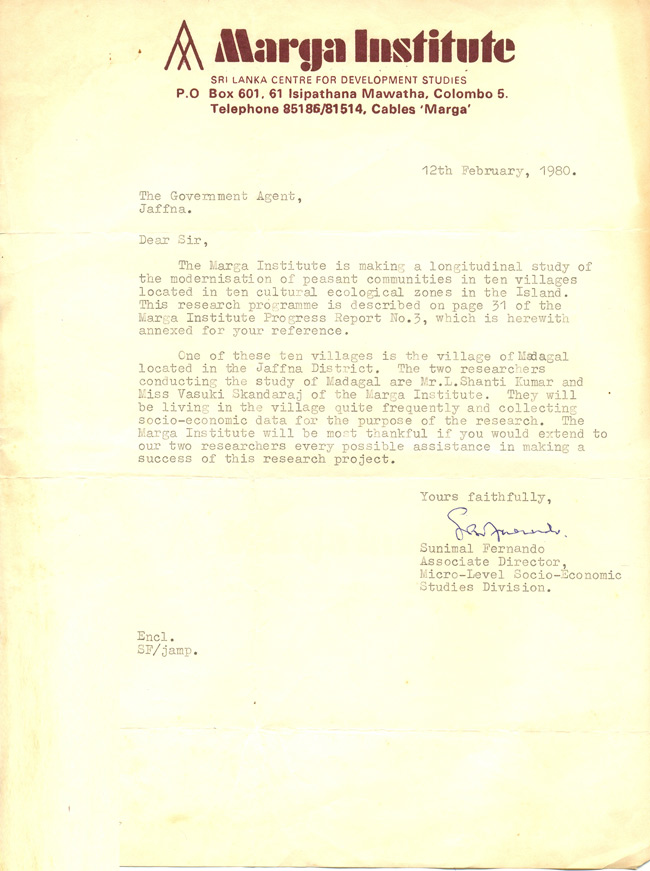 Marga Institute
SRI LANKA CENTRE FOR DEVELOPMENT STUDIES
P.O Box 601, 61 Isipathana Mawatha, Colombo 5.
Telephone 85186/81514, Cables 'Marga'
12th February, 1980.
The Government Agent,
Jaffna.
Dear Sir,
The Marga Institute is making a longitudinal study of
the modernisation of peasant communities in ten villages
located in ten cultural ecological zones in the Island.
This research programme is described on page 31 of the
Marga Institute Progress Report No.3, which is herewith
annexed for your reference.
One of these ten villages is the village of Madagal
located in the Jaffna District. The two researchers
conducting the study of Madagal are Mr.L.Shanti Kumar and
Miss Vasuki Skandaraj of the Marga Institute. They will
be living in the village quite frequently and collecting
socio-economic data for the purpose of the research. The
Marga Institute will be most thankful if you would extend to
our two researchers every possible assistance in making a
success of this research project.
Yours faithfully,
Sunimal Fernando
Associate Director,
Micro-Level Socio-Economic
Studies Division.
Encl.
SF/jamp.